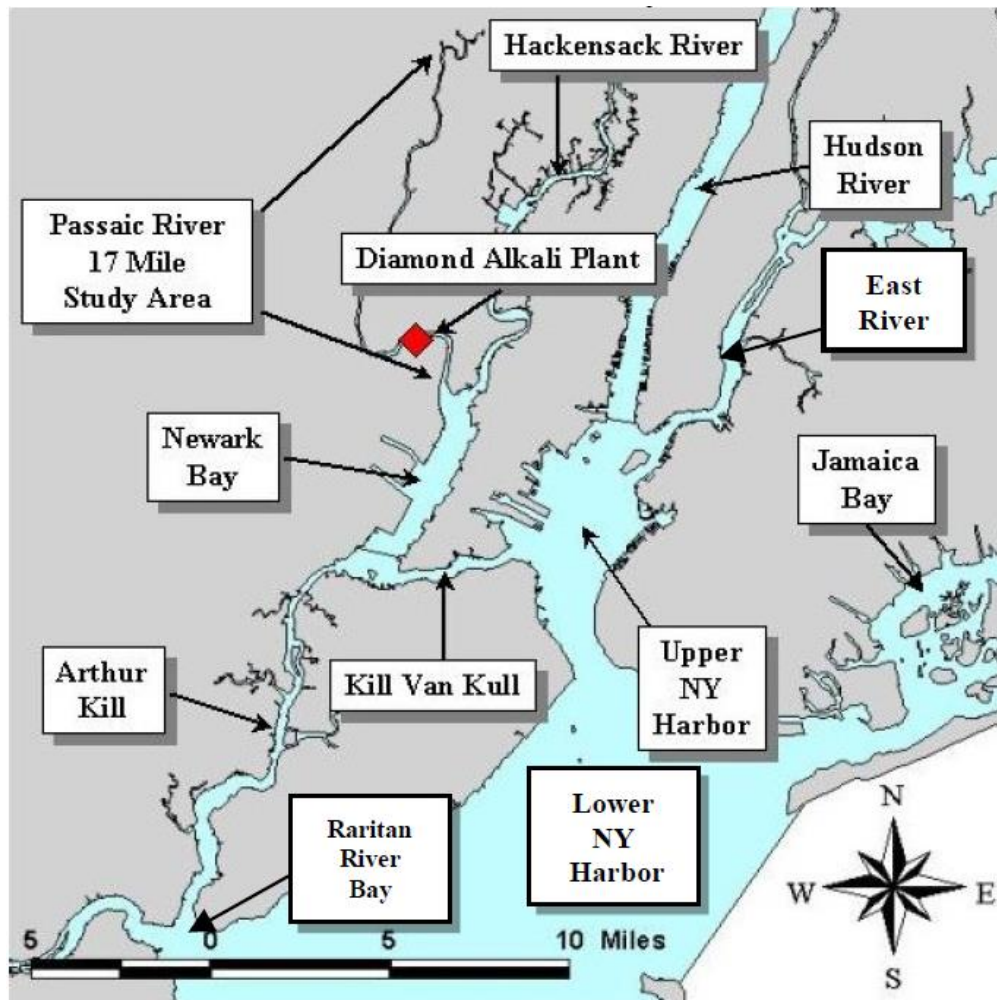 Hackensack River
Hudson
River
Passaic River
17 Mile
Study Area
Diamond Alkali Plant
East
River
Newark
Bay
Jamaica
Bay
Arthur
Kill
Kill Van Kull
Upper
NY
Harbor
Lower
NY
Harbor
Raritan
River
Bay
N
W E
S
5 0 5 10 Miles